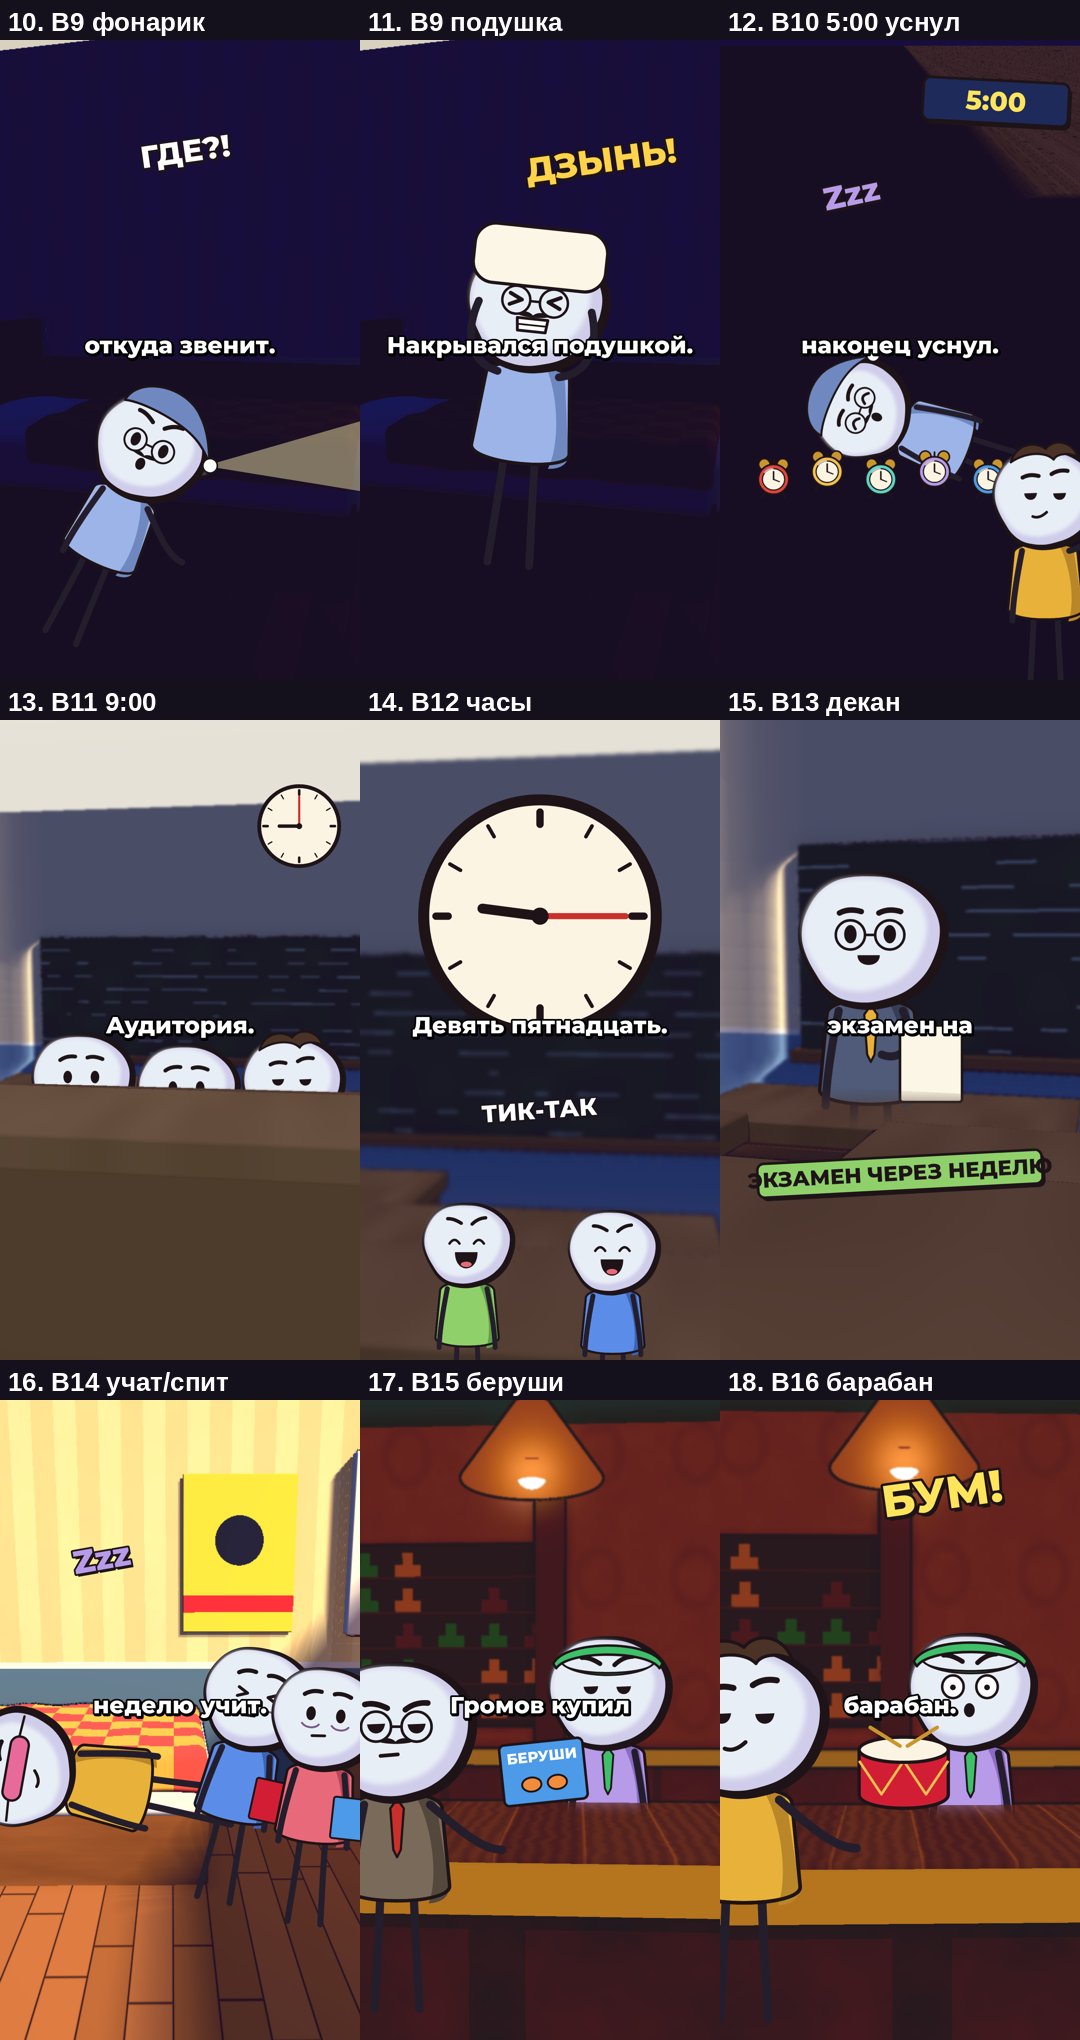 10. B9 фонарик
ГДЕ?!
откуда звенит.
11. B9 подушка
ДЗЫНЬ!
Накрывался подушкой.
12. B10 5:00 уснул
5:00
Zzz
наконец уснул.
13. B11 9:00
Аудитория.
14. B12 часы
Девять пятнадцать.
ТИК-ТАК
15. B13 декан
экзамен на
ЭКЗАМЕН ЧЕРЕЗ НЕДЕЛЮ
16. B14 учат/спит
Zzz
неделю учит.
17. B15 беруши
Громов купил
БЕРУШИ
18. B16 барабан
БУМ!
барабан.